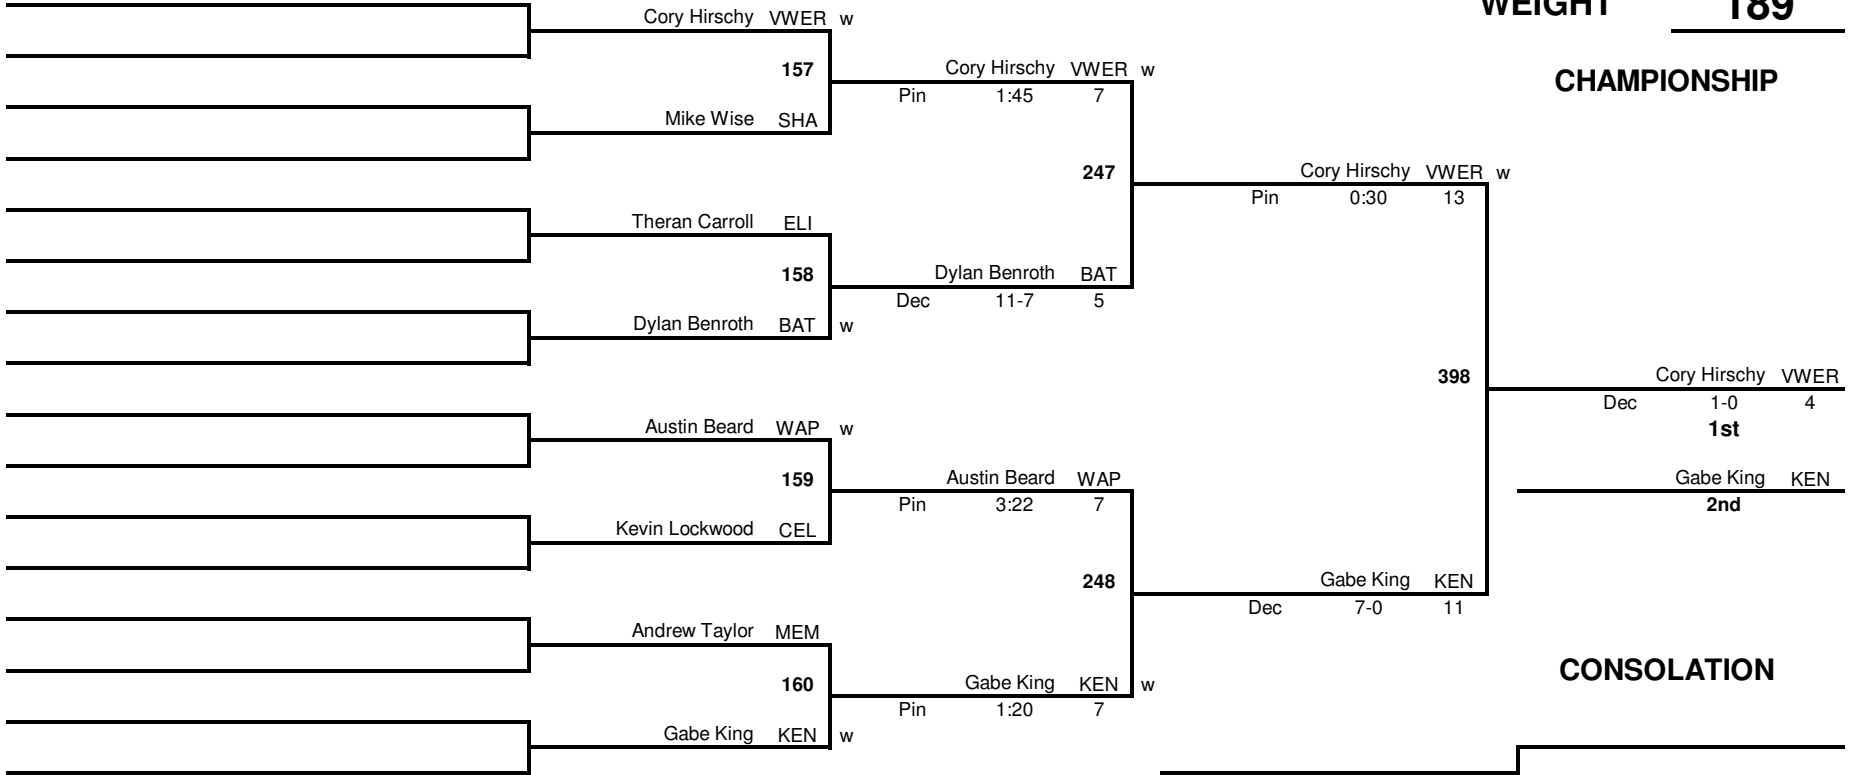 WEIGHT 189
Cory Hirschy VWER w
157
Cory Hirschy VWER w
Pin 1:45 7
CHAMPIONSHIP
Mike Wise SHA
247
Cory Hirschy VWER w
Pin 0:30 13
Theran Carroll ELI
158
Dylan Benroth BAT
Dec 11-7 5
Dylan Benroth BAT w
398
Cory Hirschy VWER
Dec 1-0 4
1st
Austin Beard WAP w
159
Austin Beard WAP
Pin 3:22 7
Gabe King KEN
2nd
Kevin Lockwood CEL
248
Gabe King KEN
Dec 7-0 11
Andrew Taylor MEM
160
Gabe King KEN w
Pin 1:20 7
CONSOLATION
Gabe King KEN w